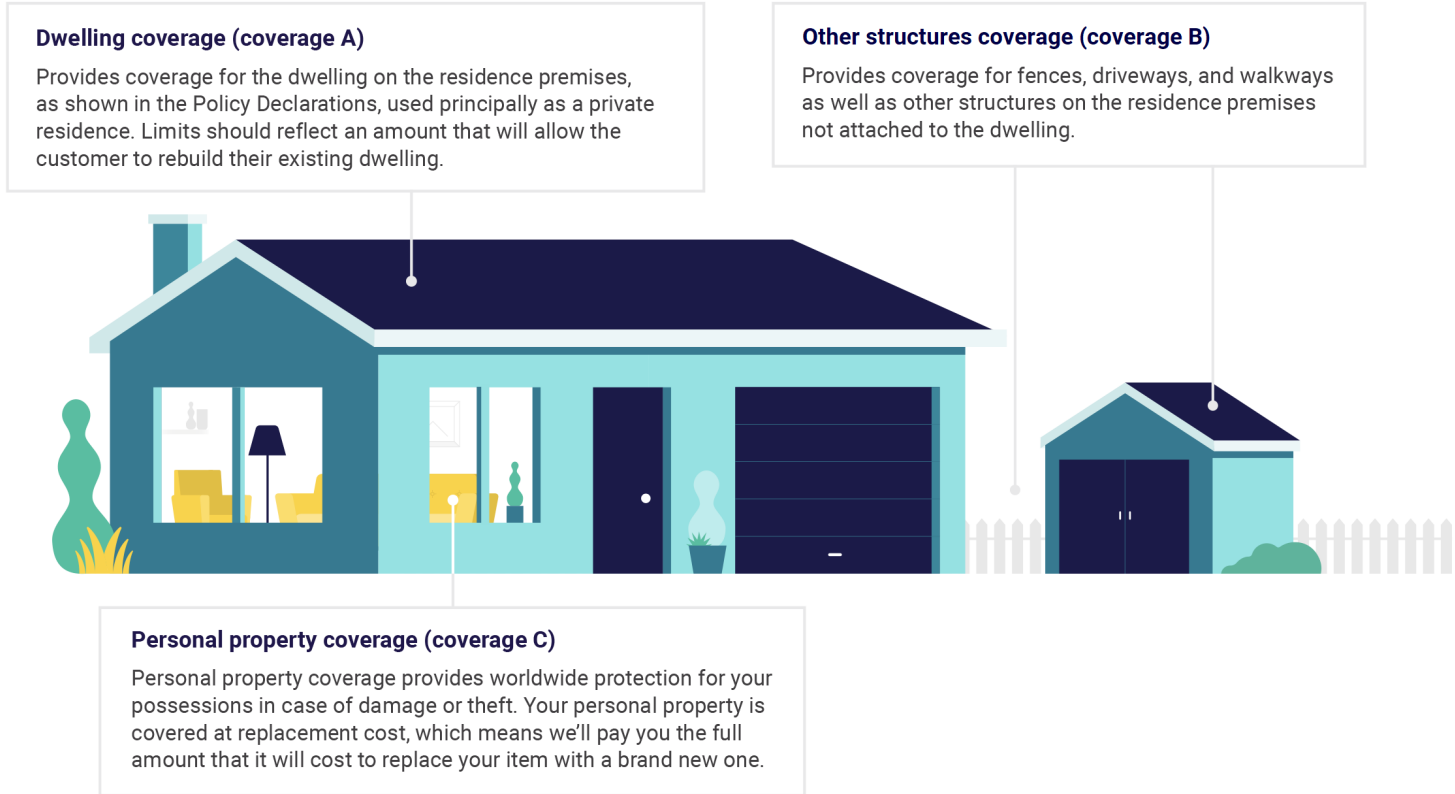 Dwelling coverage (coverage A)
Provides coverage for the dwelling on the residence premises,
as shown in the Policy Declarations, used principally as a private
residence. Limits should reflect an amount that will allow the
customer to rebuild their existing dwelling.
Other structures coverage (coverage B)
Provides coverage for fences, driveways, and walkways
as well as other structures on the residence premises
not attached to the dwelling.
Personal property coverage (coverage C)
Personal property coverage provides worldwide protection for your
possessions in case of damage or theft. Your personal property is
covered at replacement cost, which means we’ll pay you the full
amount that it will cost to replace your item with a brand new one.